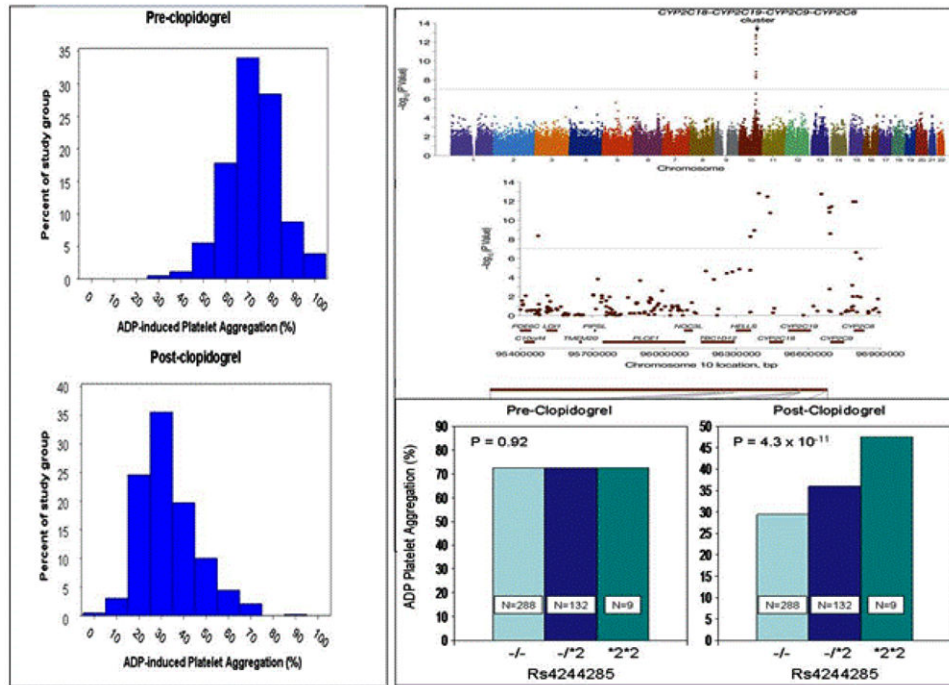 Pre-clopidogrel
Percent of study group
35
30
25
20
15
10
5
0
0 10 20 30 40 50 60 70 80 90 100
ADP-induced Platelet Aggregation (%)
Post-clopidogrel
Percent of study group
40
35
30
25
20
15
10
5
0
0 10 20 30 40 50 60 70 80 90 100
ADP-induced Platelet Aggregation (%)
CYP2C18-CYP2C19-CYP2C9-CYP2C8
cluster
-log₁₀(P Value)
14
12
10
8
6
4
2
0
1 2 3 4 5 6 7 8 9 10 11 12 13 14 15 16 17 18 19 20 21 22
Chromosome
-log₁₀(P Value)
14
12
10
8
6
4
2
0
PDE6C LGI1 PIPSL NOC3L HELLS CYP2C19 CYP2C8
C10orf4 TMEM20 PLCE1 TBC1D12 CYP2C18 CYP2C9
95400000 95700000 96000000 96300000 96600000 96900000
Chromosome 10 location, bp
Pre-Clopidogrel
ADP Platelet Aggregation (%)
90
80
70
60
50
40
30
20
10
0
P = 0.92
N=288 N=132 N=9
-/- -/*2 *2*2
Rs4244285
Post-Clopidogrel
50
45
40
35
30
25
20
15
10
5
0
P = 4.3 x 10⁻¹¹
N=288 N=132 N=9
-/- -/*2 *2*2
Rs4244285